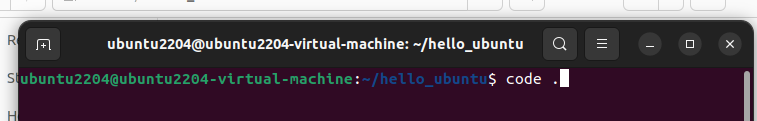 ubuntu2204@ubuntu2204-virtual-machine: ~/hello_ubuntu
ubuntu2204@ubuntu2204-virtual-machine:~/hello_ubuntu$ code .